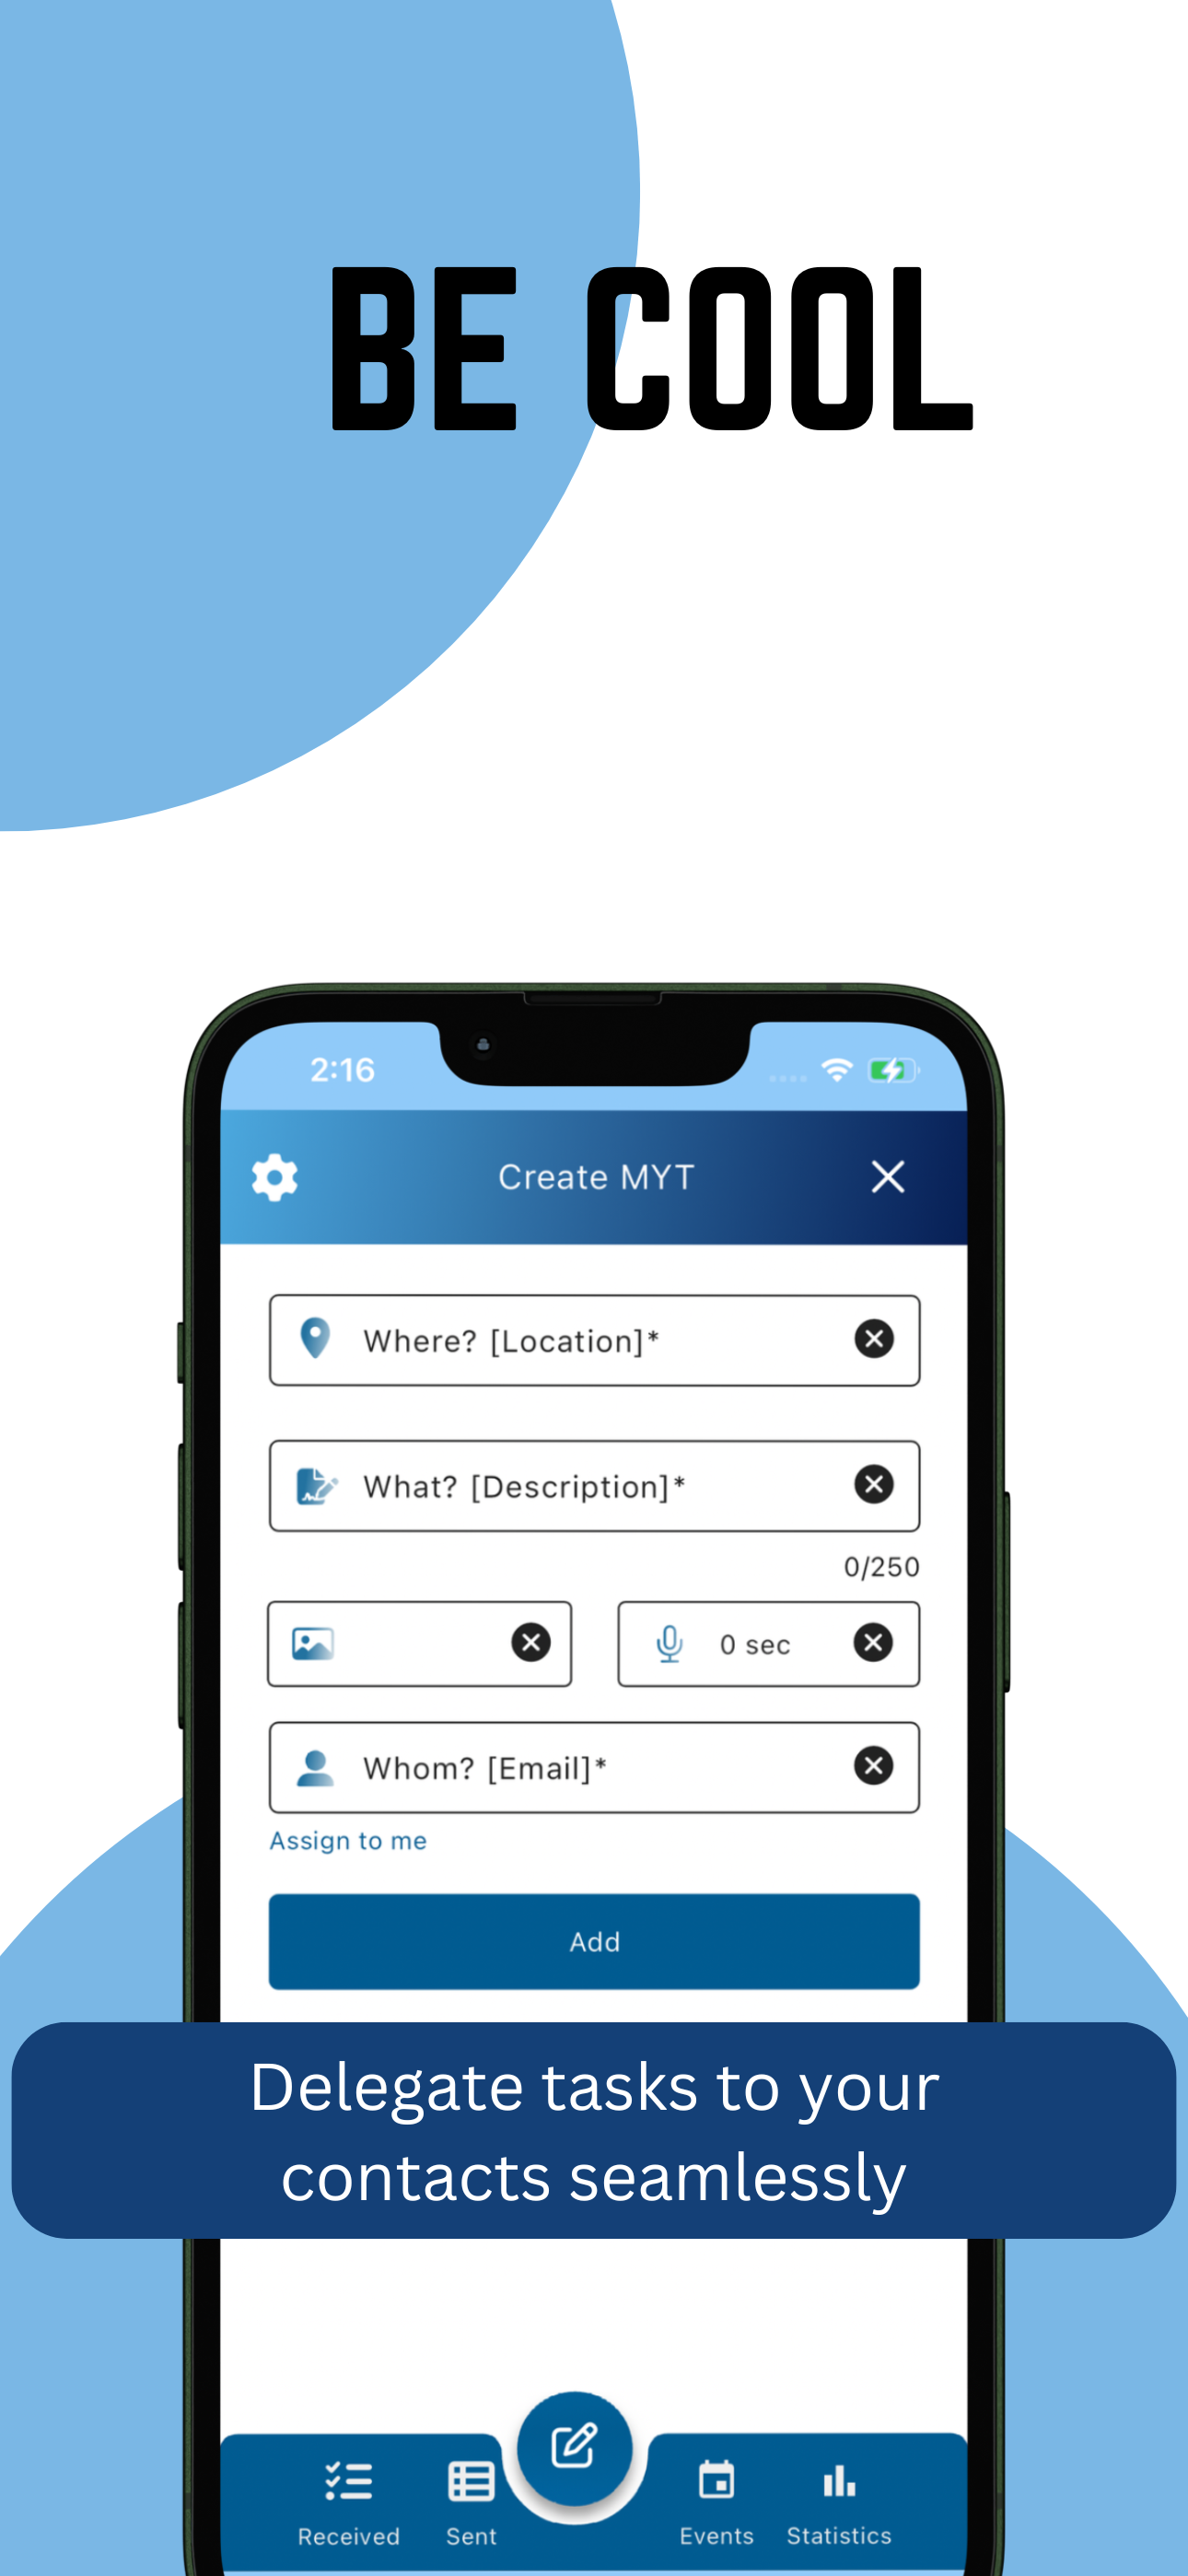 BE COOL
2:16
Create MYT
Where? [Location]*
What? [Description]*
0/250
0 sec
Whom? [Email]*
Assign to me
Add
Delegate tasks to your
contacts seamlessly
Received Sent Events Statistics